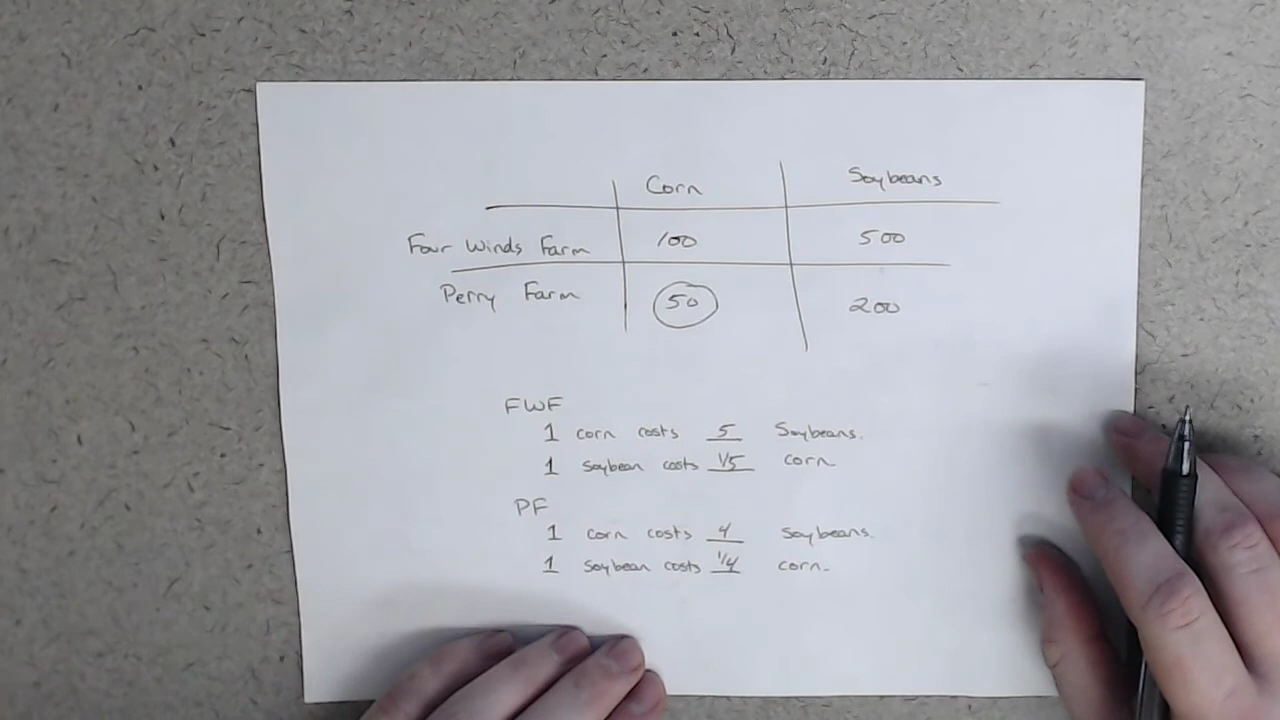 Corn Soybeans
Four Winds Farm 100 500
Perry Farm 50 200
FWF
1 corn costs 5 Soybeans.
1 Soybean costs 1/5 corn
PF
1 corn costs 4 Soybeans.
1 Soybean costs 1/4 corn.